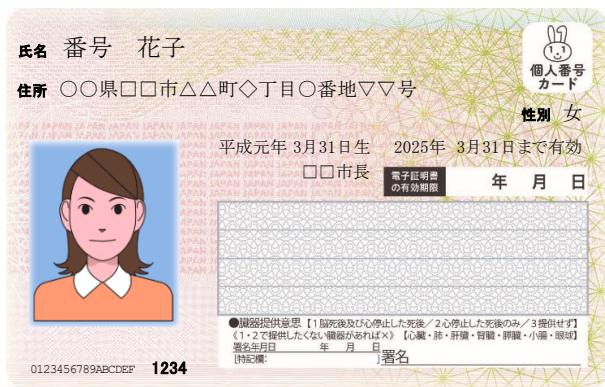 氏名 番号 花子
個人番号
カード
住所 〇〇県□□市△△町◇丁目〇番地▽▽号
性別 女
平成元年 3月31日生 2025年 3月31日まで有効
□□市長
電子証明書
の有効期限
年 月 日
●臓器提供意思【1脳死後及び心停止した死後／2心停止した死後のみ／3提供せず】
《1・2で提供したくない臓器があれば×》【心臓・肺・肝臓・腎臓・膵臓・小腸・眼球】
署名年月日 年 月 日
[特記欄: ]署名
0123456789ABCDEF 1234